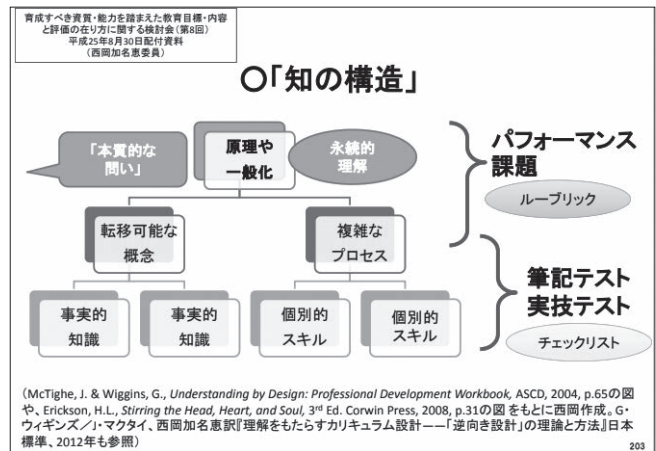 育成すべき資質・能力を踏まえた教育目標・内容
と評価の在り方に関する検討会（第8回）
平成25年8月30日配付資料
（西岡加名恵委員）
〇「知の構造」
「本質的な
問い」
原理や
一般化
永続的
理解
パフォーマンス
課題
ルーブリック
転移可能な
概念
複雑な
プロセス
事実的
知識
事実的
知識
個別的
スキル
個別的
スキル
筆記テスト
実技テスト
チェックリスト
（McTighe, J. & Wiggins, G., Understanding by Design: Professional Development Workbook, ASCD, 2004, p.65の図
や、Erickson, H.L., Stirring the Head, Heart, and Soul, 3rd Ed. Corwin Press, 2008, p.31の図 をもとに西岡作成。G・
ウィギンズ／J・マクタイ、西岡加名恵訳『理解をもたらすカリキュラム設計――「逆向き設計」の理論と方法』日本
標準、2012年も参照）
203